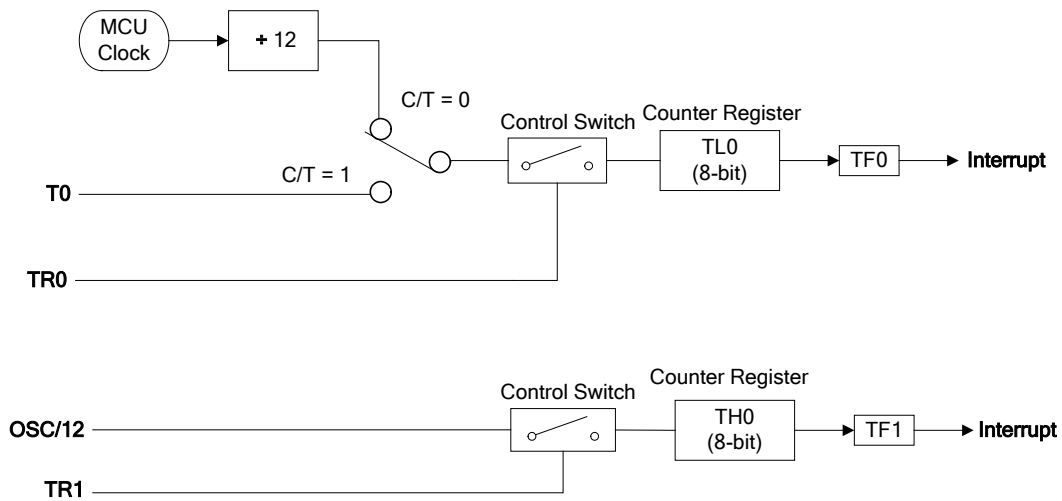 MCU
Clock
+ 12
C/T = 0
Control Switch
Counter Register
TL0
(8-bit)
TF0
Interrupt
C/T = 1
T0
TR0
Control Switch
Counter Register
OSC/12
TH0
(8-bit)
TF1
Interrupt
TR1